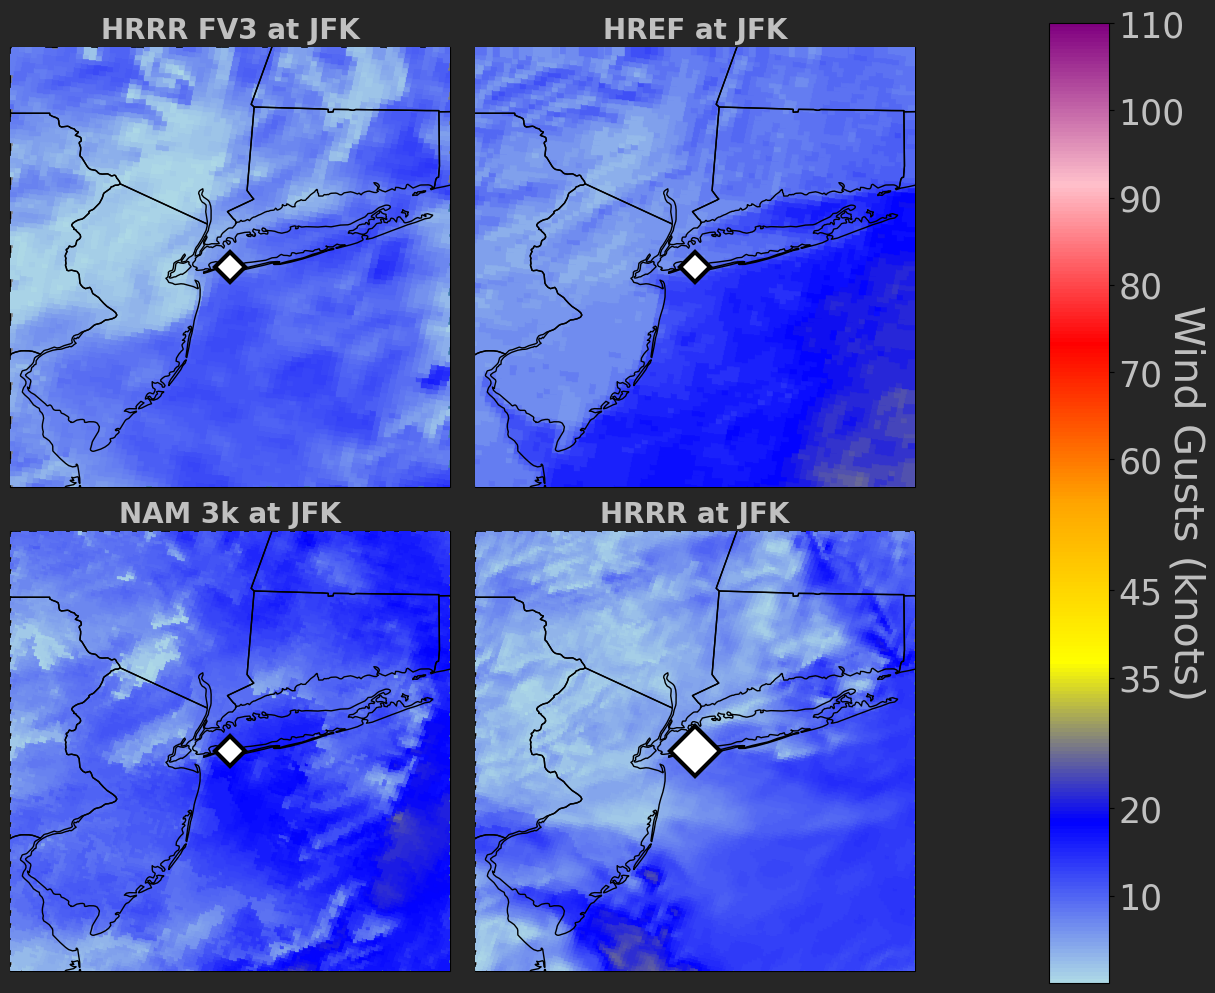 HRRR FV3 at JFK
HREF at JFK
NAM 3k at JFK
HRRR at JFK
110
100
90
80
70
60
45
35
20
10
Wind Gusts (knots)